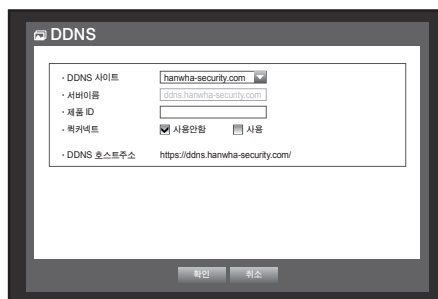 DDNS
· DDNS 사이트 hanwha-security.com
· 서버이름 ddns.hanwha-security.com
· 제품 ID
· 퀵커넥트 사용안함 사용
· DDNS 호스트주소 https://ddns.hanwha-security.com/
확인 취소